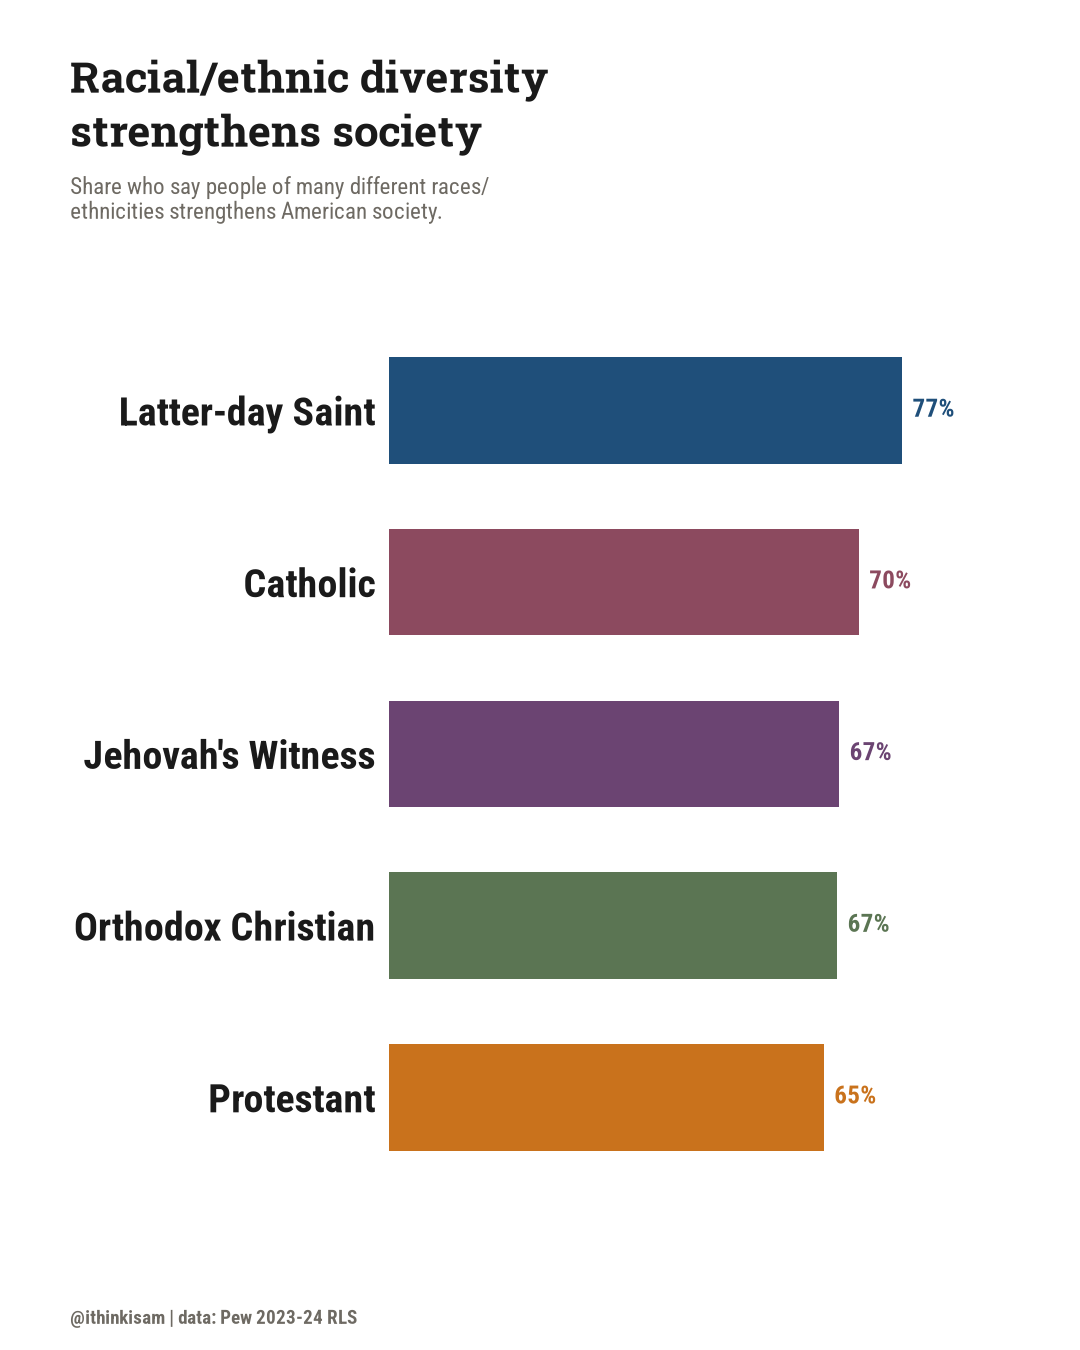 Racial/ethnic diversity
strengthens society
Share who say people of many different races/
ethnicities strengthens American society.
Latter-day Saint 77%
Catholic 70%
Jehovah's Witness 67%
Orthodox Christian 67%
Protestant 65%
@ithinkisam | data: Pew 2023-24 RLS